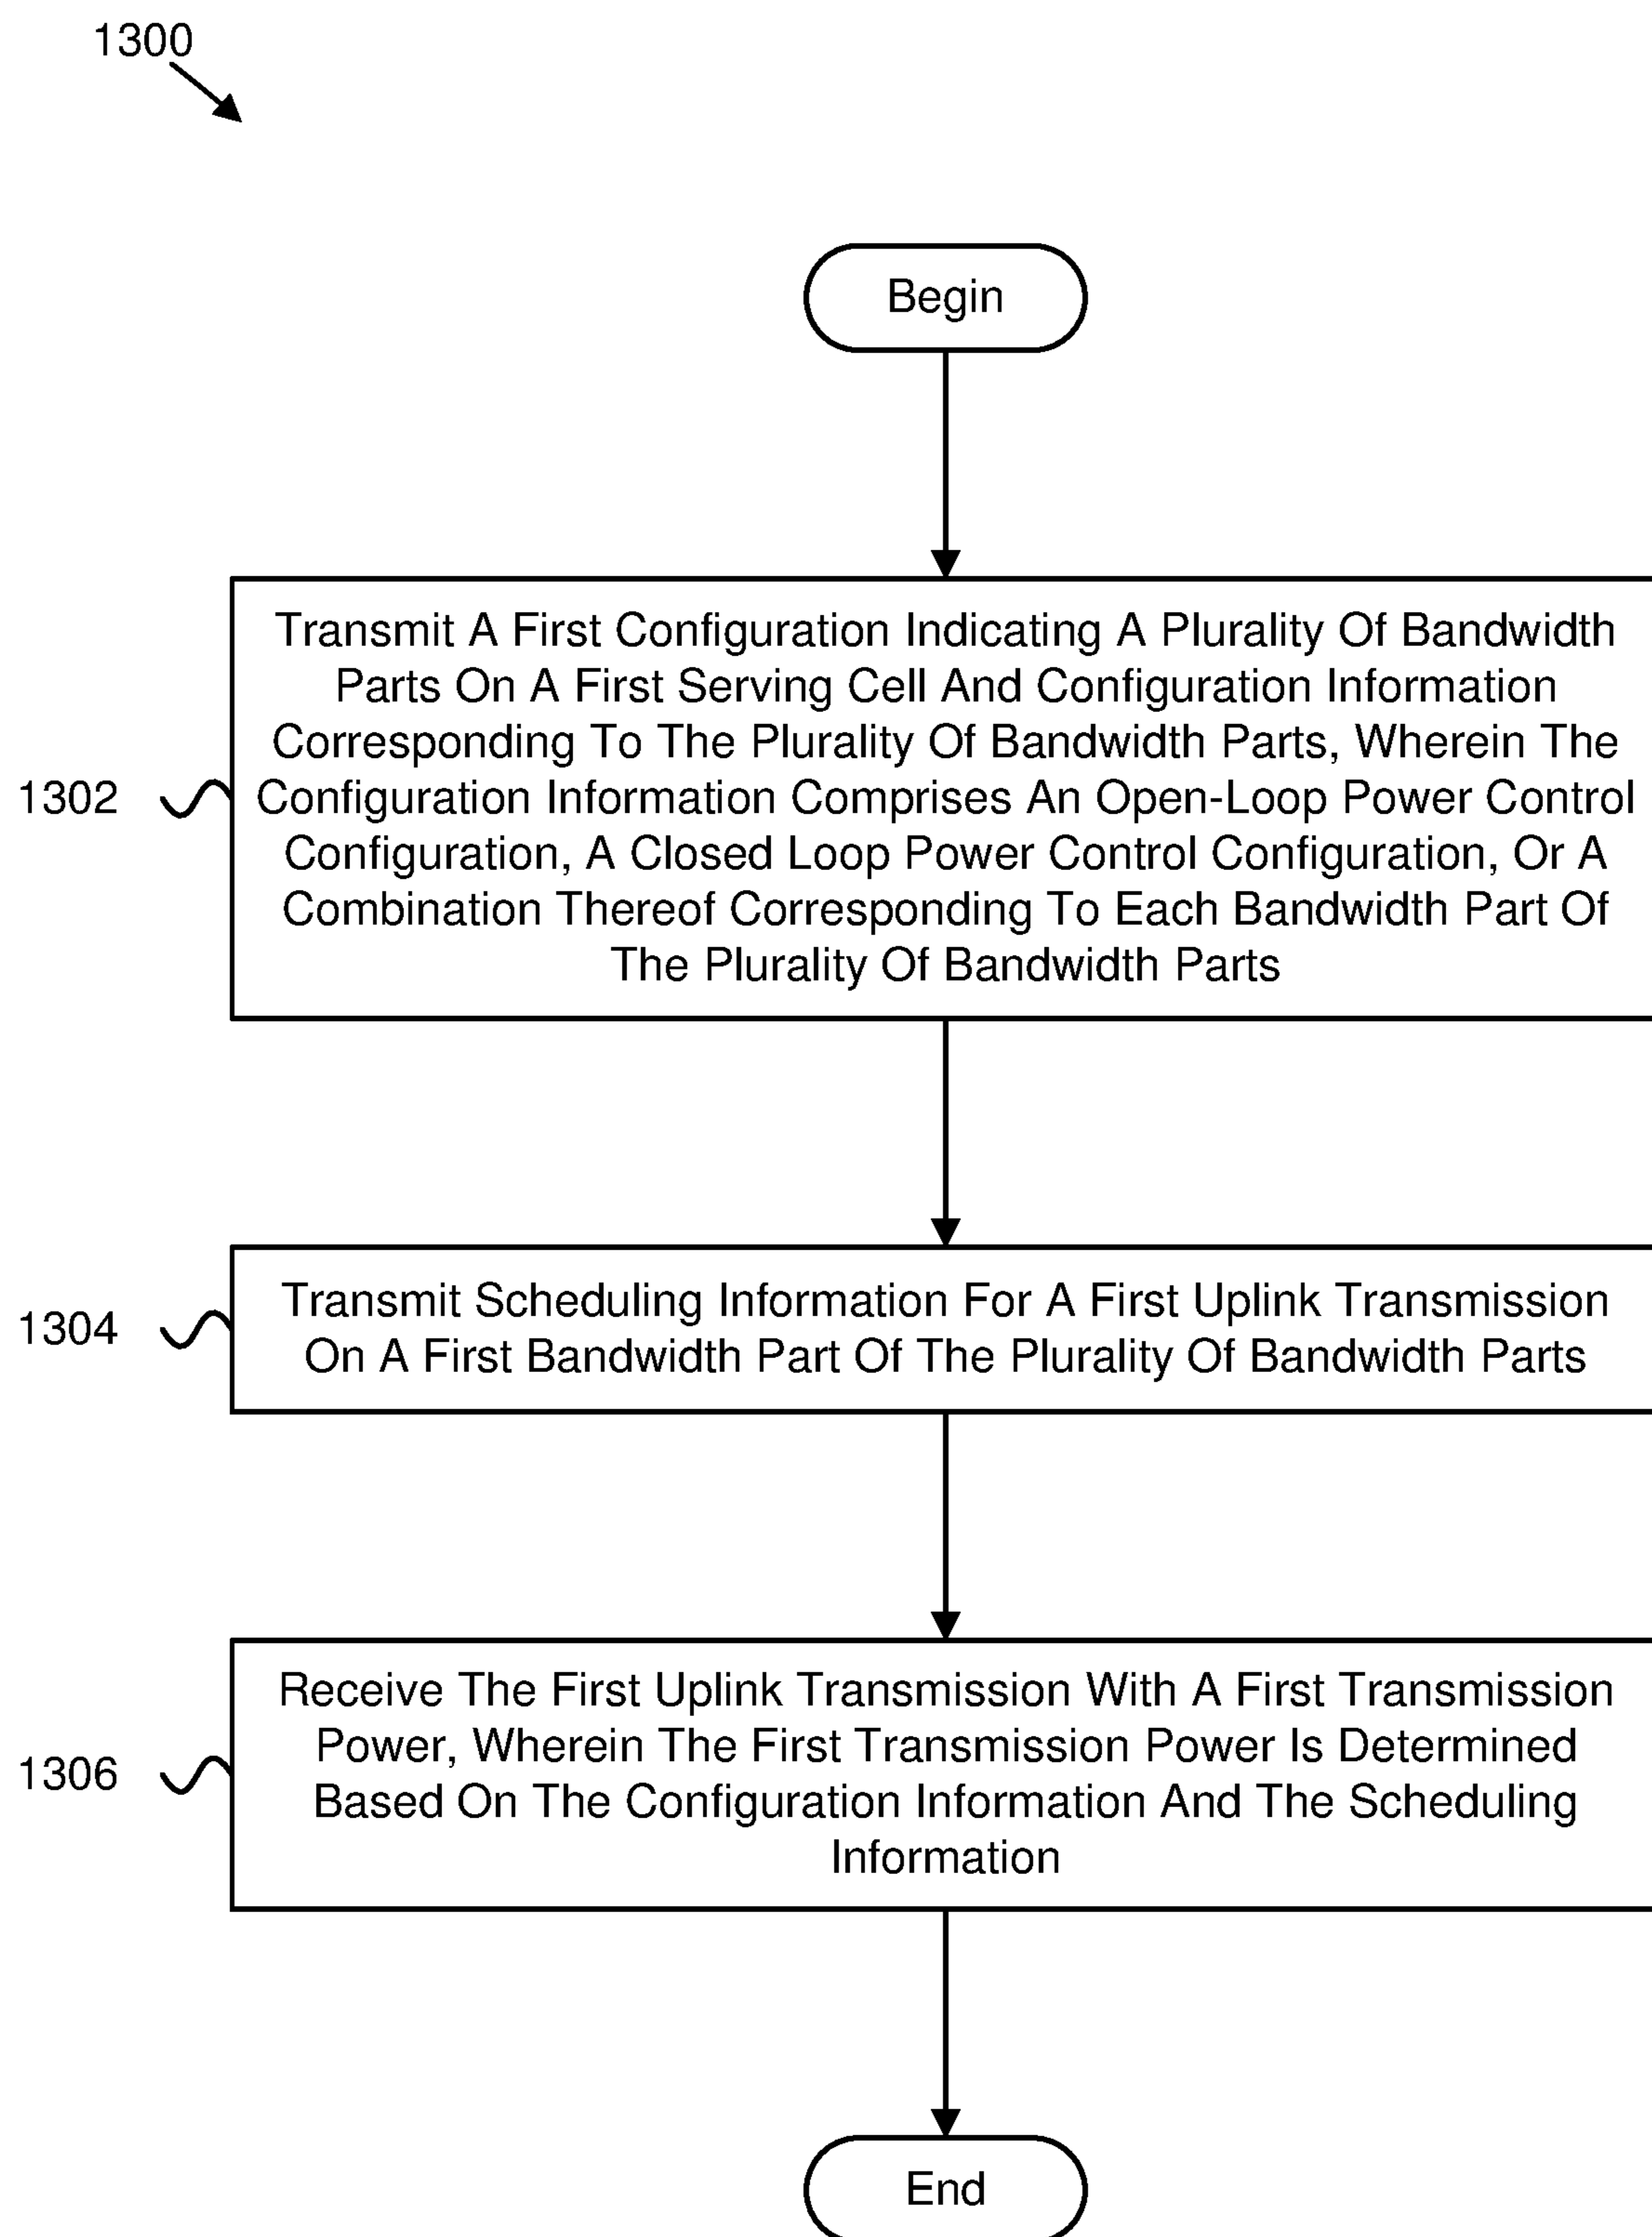 1300
Begin
1302
Transmit A First Configuration Indicating A Plurality Of Bandwidth
Parts On A First Serving Cell And Configuration Information
Corresponding To The Plurality Of Bandwidth Parts, Wherein The
Configuration Information Comprises An Open-Loop Power Control
Configuration, A Closed Loop Power Control Configuration, Or A
Combination Thereof Corresponding To Each Bandwidth Part Of
The Plurality Of Bandwidth Parts
1304
Transmit Scheduling Information For A First Uplink Transmission
On A First Bandwidth Part Of The Plurality Of Bandwidth Parts
1306
Receive The First Uplink Transmission With A First Transmission
Power, Wherein The First Transmission Power Is Determined
Based On The Configuration Information And The Scheduling
Information
End